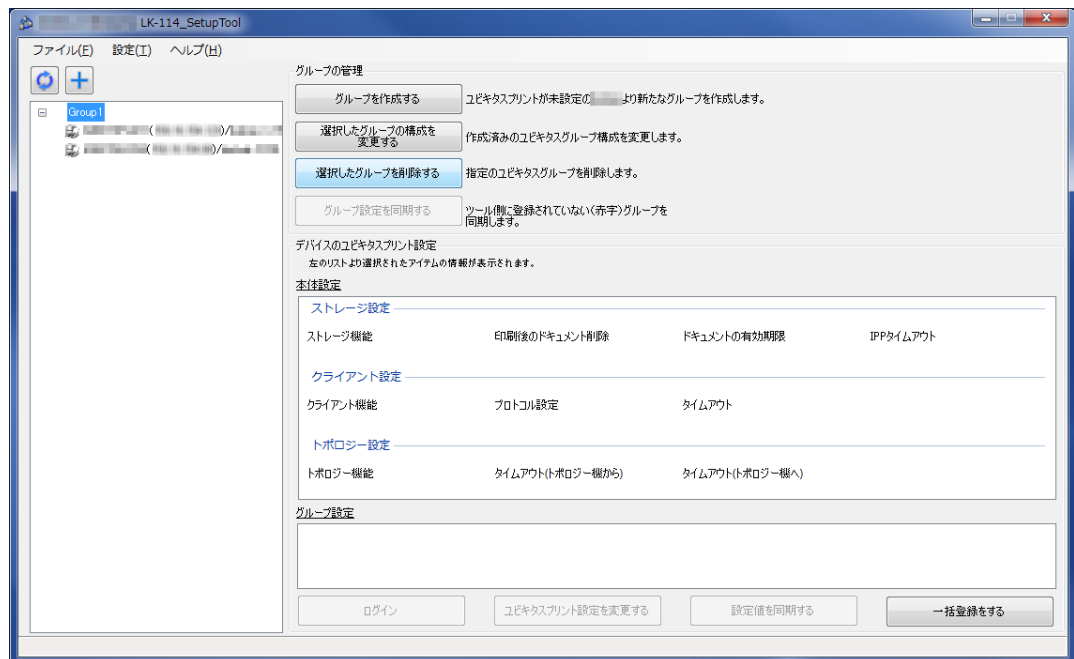 LK-114_SetupTool
ファイル(F) 設定(T) ヘルプ(H)
グループの管理
グループを作成する ユビキタスプリントが未設定の より新たなグループを作成します。
選択したグループの構成を
変更する 作成済みのユビキタスグループ構成を変更します。
選択したグループを削除する 指定のユビキタスグループを削除します。
グループ設定を同期する ツール側に登録されていない(赤字)グループを
同期します。
Group1
( )/
( )/
デバイスのユビキタスプリント設定
左のリストより選択されたアイテムの情報が表示されます。
本体設定
ストレージ設定
ストレージ機能 印刷後のドキュメント削除 ドキュメントの有効期限 IPPタイムアウト
クライアント設定
クライアント機能 プロトコル設定 タイムアウト
トポロジー設定
トポロジー機能 タイムアウト(トポロジー機から) タイムアウト(トポロジー機へ)
グループ設定
ログイン ユビキタスプリント設定を変更する 設定値を同期する 一括登録をする